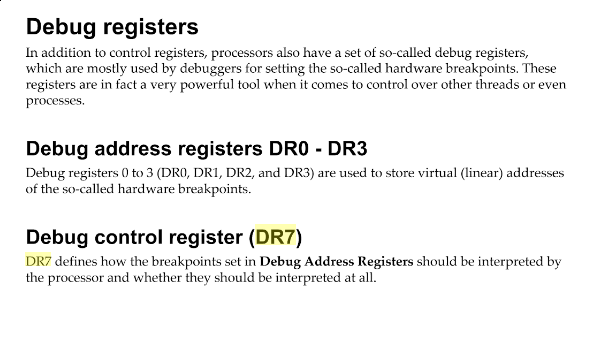 Debug registers
In addition to control registers, processors also have a set of so-called debug registers,
which are mostly used by debuggers for setting the so-called hardware breakpoints. These
registers are in fact a very powerful tool when it comes to control over other threads or even
processes.
Debug address registers DR0 - DR3
Debug registers 0 to 3 (DR0, DR1, DR2, and DR3) are used to store virtual (linear) addresses
of the so-called hardware breakpoints.
Debug control register (DR7)
DR7 defines how the breakpoints set in Debug Address Registers should be interpreted by
the processor and whether they should be interpreted at all.